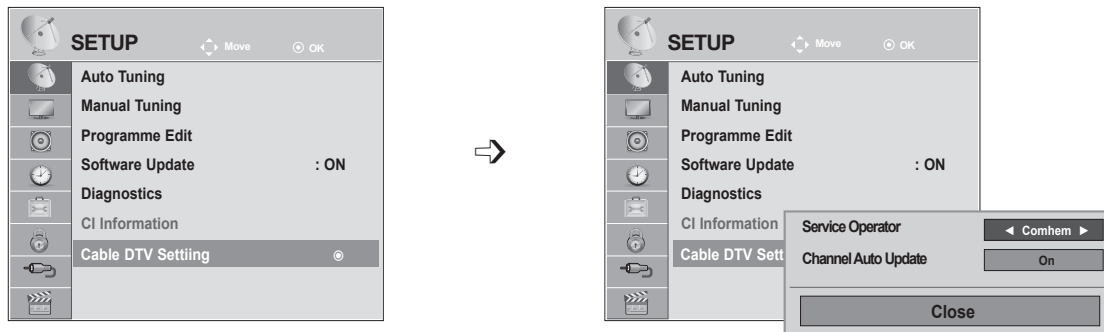 SETUP Move OK
Auto Tuning
Manual Tuning
Programme Edit
Software Update : ON
Diagnostics
CI Information
Cable DTV Settiing
SETUP Move OK
Auto Tuning
Manual Tuning
Programme Edit
Software Update : ON
Diagnostics
CI Information
Cable DTV Sett
Service Operator ◄ Comhem ►
Channel Auto Update On
Close